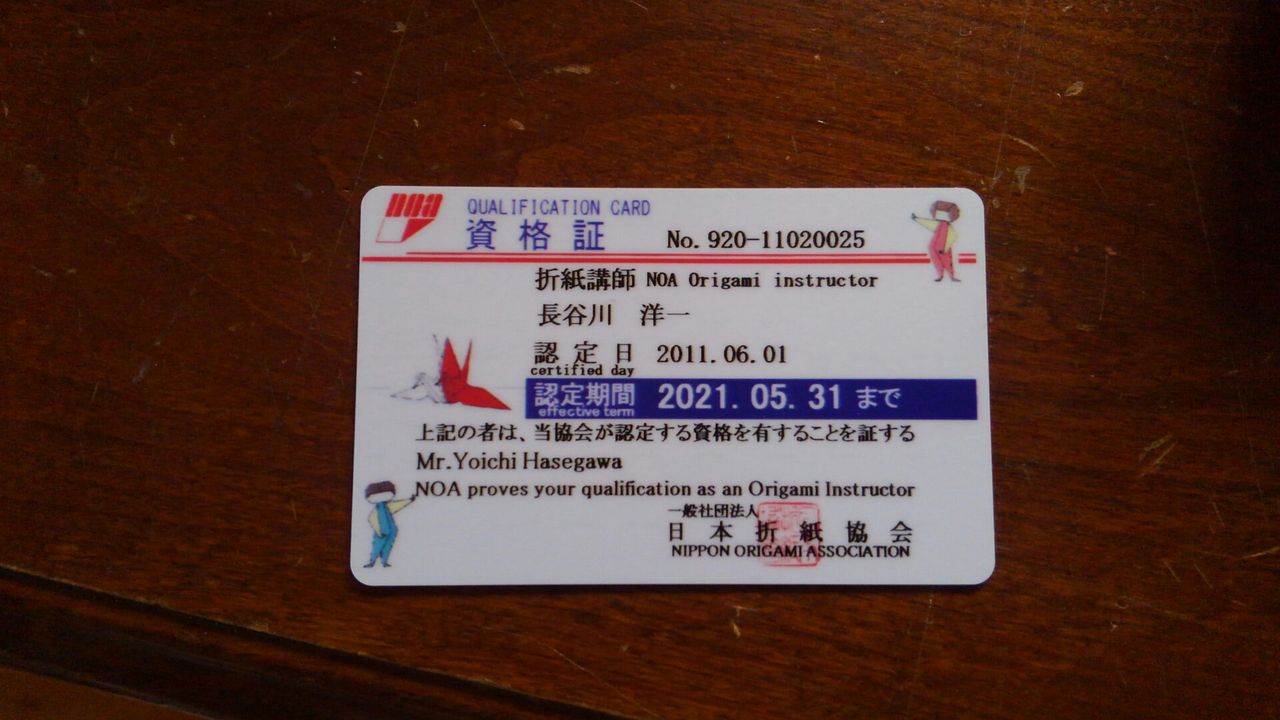 noa
QUALIFICATION CARD
資格証 No. 920-11020025
折紙講師 NOA Origami instructor
長谷川 洋一
認定日 2011.06.01
certified day
認定期間 2021.05.31 まで
effective term
上記の者は、当協会が認定する資格を有することを証する
Mr.Yoichi Hasegawa
NOA proves your qualification as an Origami Instructor
一般社団法人
日本折紙協会
NIPPON ORIGAMI ASSOCIATION